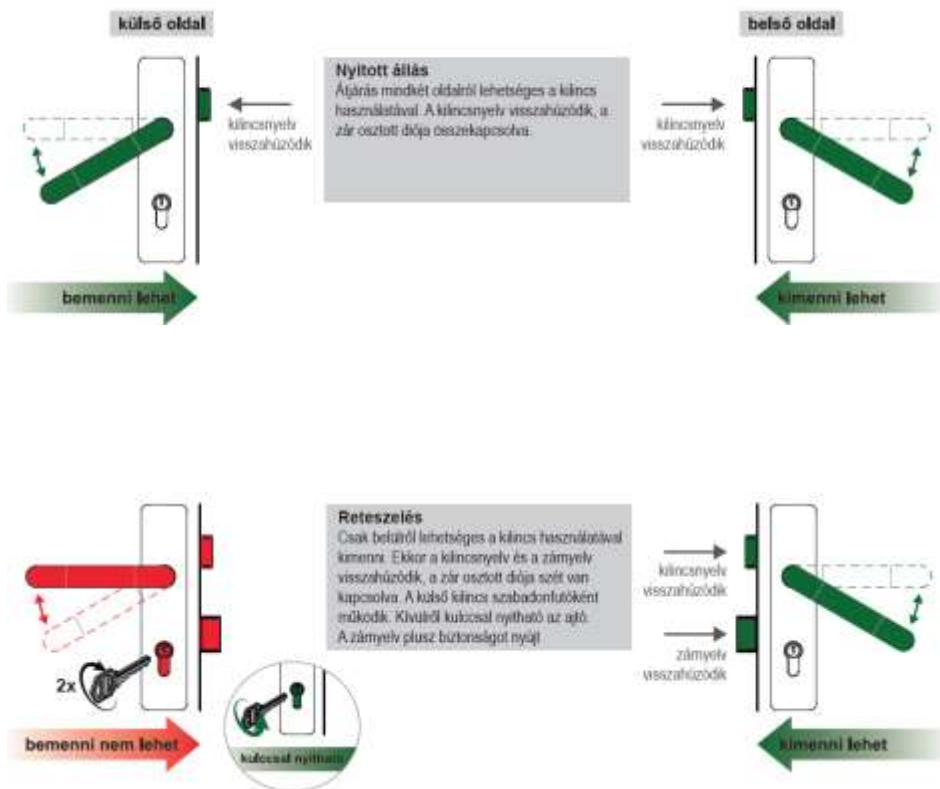 külső oldal
belső oldal
Nyitott állás
Átjárás mindkét oldalról lehetséges a kilincs
használatával. A kilincsnyelv visszahúzódik, a
zár osztott diója összekapcsolva.
kilincsnyelv
visszahúzódik
kilincsnyelv
visszahúzódik
bemenni lehet
kimenni lehet
Reteszelés
Csak belülről lehetséges a kilincs használatával
kimenni. Ekkor a kilincsnyelv és a zárnyelv
visszahúzódik, a zár osztott diója szét van
kapcsolva. A külső kilincs szabadonfutóként
működik. Kívülről kulccsal nyitható az ajtó.
A zárnyelv plusz biztonságot nyújt
kilincsnyelv
visszahúzódik
zárnyelv
visszahúzódik
2x
bemenni nem lehet
kulccsal nyitható
kimenni lehet